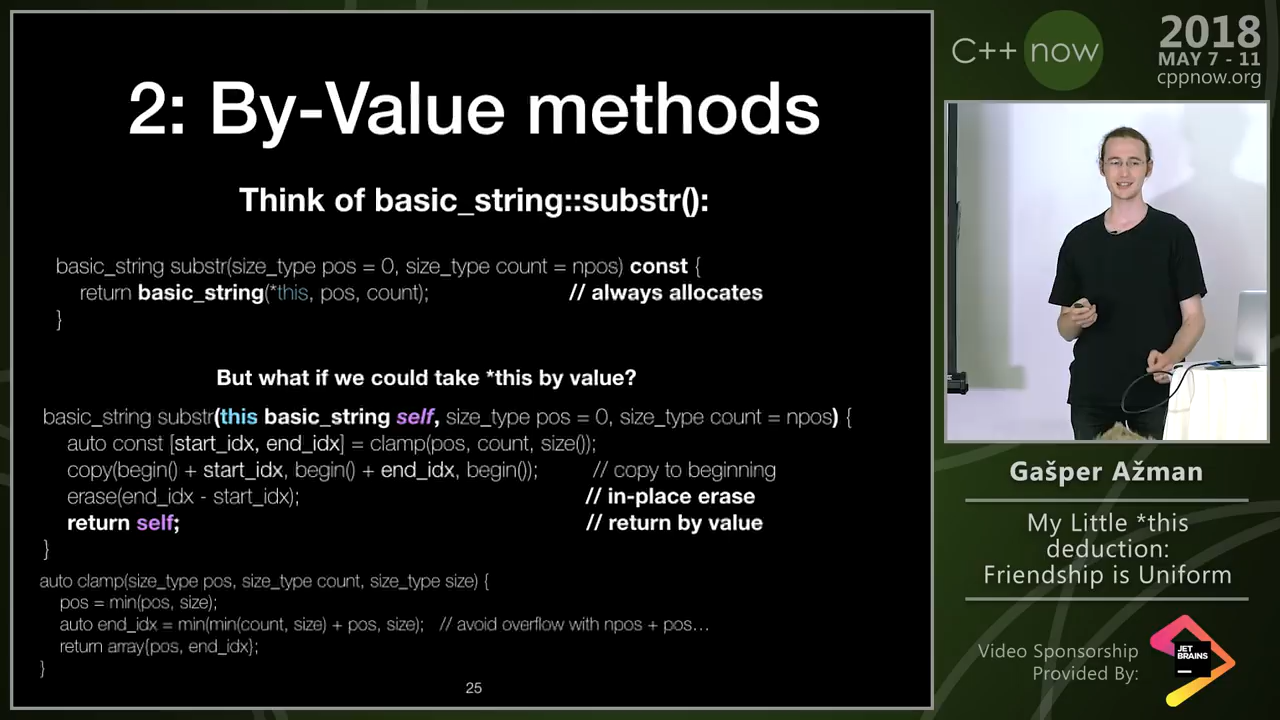 2: By-Value methods
Think of basic_string::substr():
basic_string substr(size_type pos = 0, size_type count = npos) const {
return basic_string(*this, pos, count); // always allocates
}
But what if we could take *this by value?
basic_string substr(this basic_string self, size_type pos = 0, size_type count = npos) {
auto const [start_idx, end_idx] = clamp(pos, count, size());
copy(begin() + start_idx, begin() + end_idx, begin()); // copy to beginning
erase(end_idx - start_idx); // in-place erase
return self; // return by value
}
auto clamp(size_type pos, size_type count, size_type size) {
pos = min(pos, size);
auto end_idx = min(min(count, size) + pos, size); // avoid overflow with npos + pos…
return array{pos, end_idx};
}
25
C++ now
2018
MAY 7 - 11
cppnow.org
Gašper Ažman
My Little *this
deduction:
Friendship is Uniform
Video Sponsorship
Provided By:
JET
BRAINS